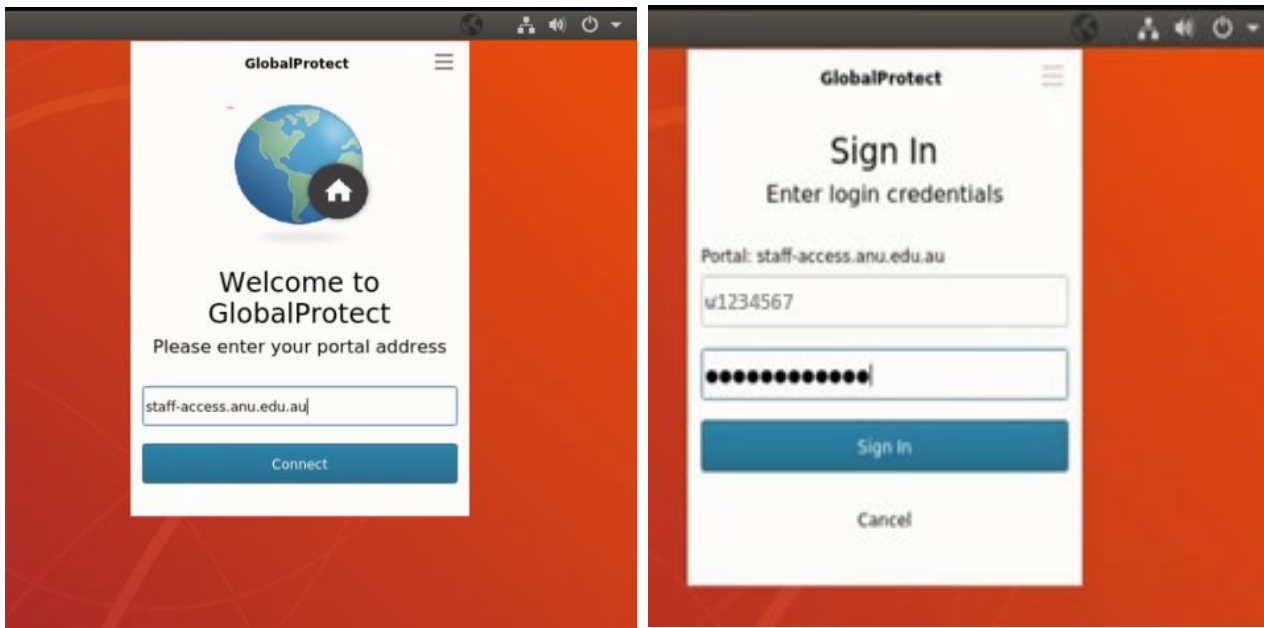 GlobalProtect
Welcome to
GlobalProtect
Please enter your portal address
staff-access.anu.edu.au
Connect
GlobalProtect
Sign In
Enter login credentials
Portal: staff-access.anu.edu.au
u1234567
●●●●●●●●●●●●
Sign In
Cancel